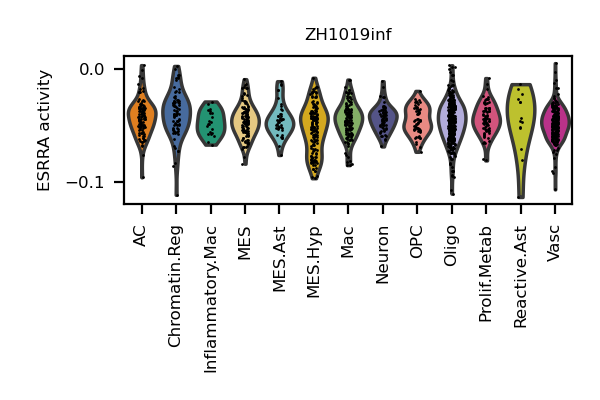 ZH1019inf
ESRRA activity
0.0
−0.1
AC
Chromatin.Reg
Inflammatory.Mac
MES
MES.Ast
MES.Hyp
Mac
Neuron
OPC
Oligo
Prolif.Metab
Reactive.Ast
Vasc